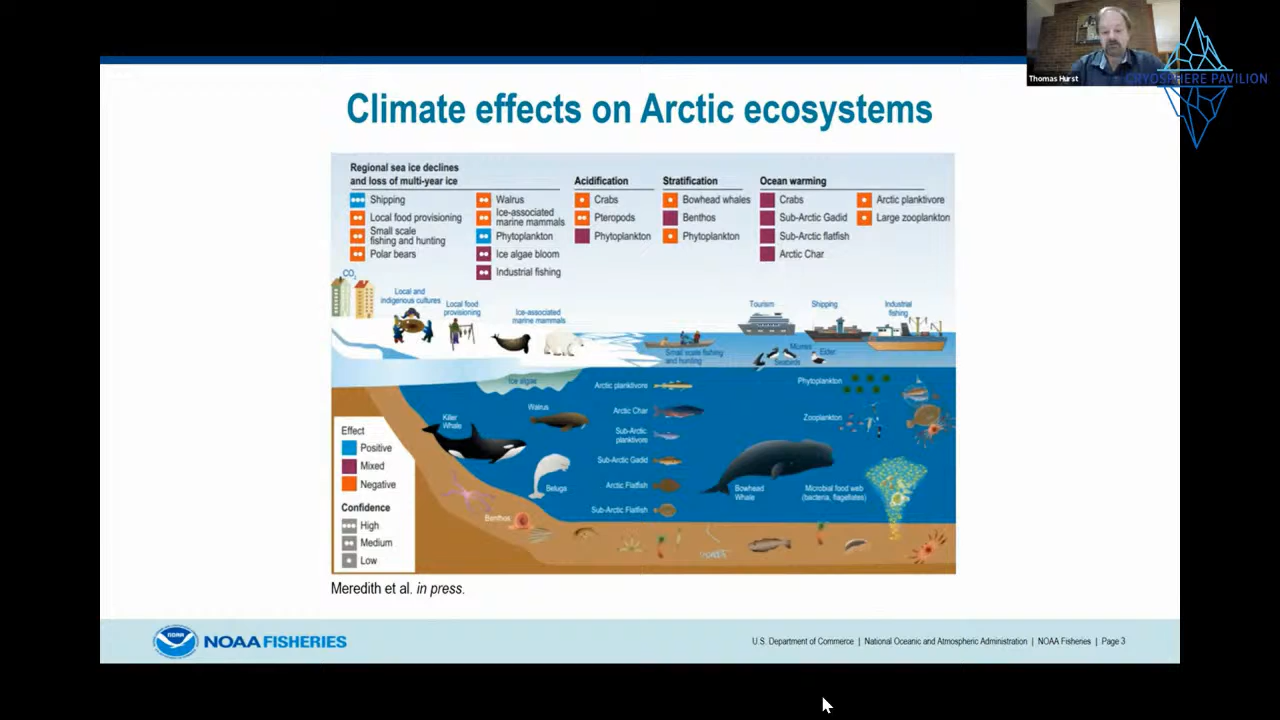 Thomas Hurst
CRYOSPHERE PAVILION
Climate effects on Arctic ecosystems
Regional sea ice declines
and loss of multi-year ice
Shipping
Local food provisioning
Small scale
fishing and hunting
Polar bears
Walrus
Ice-associated
marine mammals
Phytoplankton
Ice algae bloom
Industrial fishing
Acidification
Crabs
Pteropods
Phytoplankton
Stratification
Bowhead whales
Benthos
Phytoplankton
Ocean warming
Crabs
Sub-Arctic Gadid
Sub-Arctic flatfish
Arctic Char
Arctic planktivore
Large zooplankton
CO2
Local and
indigenous cultures
Local food
provisioning
Ice-associated
marine mammals
Small scale fishing
and hunting
Tourism
Shipping
Industrial
fishing
Murres
Eider
Seabirds
Ice algae
Killer
Whale
Walrus
Beluga
Benthos
Arctic planktivore
Arctic Char
Sub-Arctic
planktivore
Sub-Arctic Gadid
Arctic Flatfish
Sub-Arctic Flatfish
Bowhead
Whale
Phytoplankton
Zooplankton
Microbial food web
(bacteria, flagellates)
Effect
Positive
Mixed
Negative
Confidence
High
Medium
Low
Meredith et al. in press.
NOAA
NOAA FISHERIES
U.S. Department of Commerce | National Oceanic and Atmospheric Administration | NOAA Fisheries | Page 3